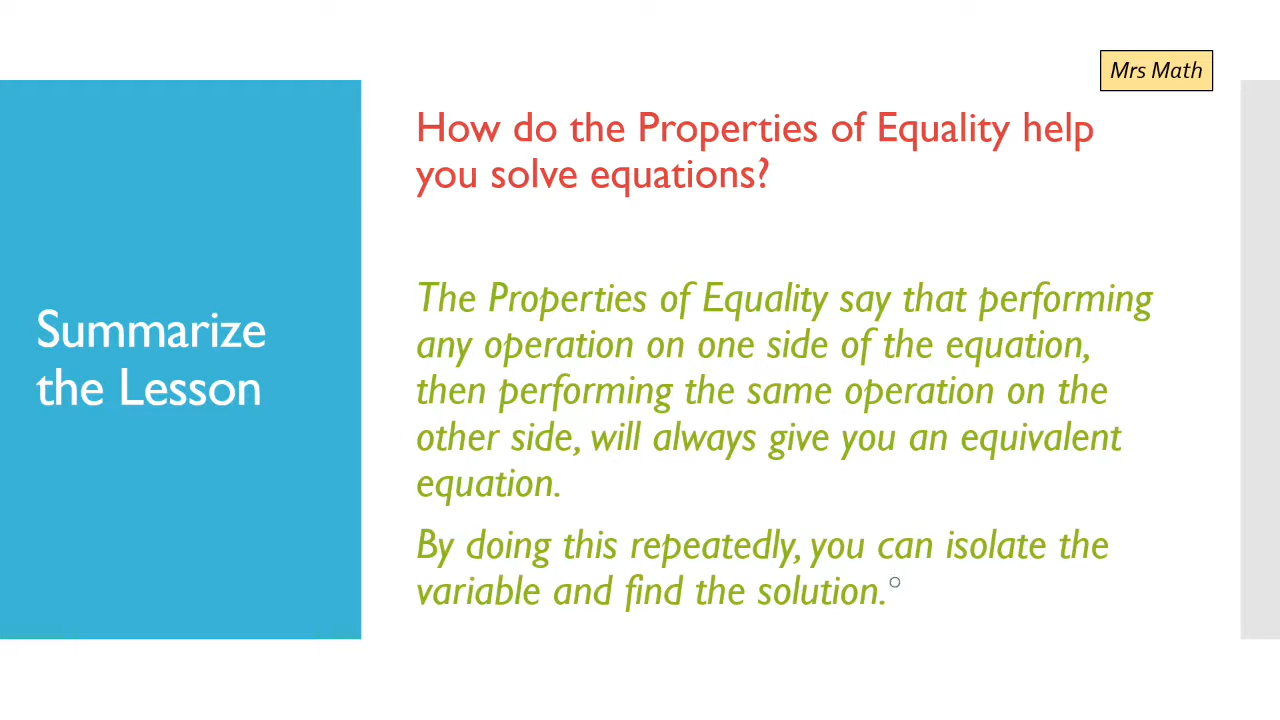 Mrs Math
How do the Properties of Equality help
you solve equations?
Summarize
the Lesson
The Properties of Equality say that performing
any operation on one side of the equation,
then performing the same operation on the
other side, will always give you an equivalent
equation.
By doing this repeatedly, you can isolate the
variable and find the solution.